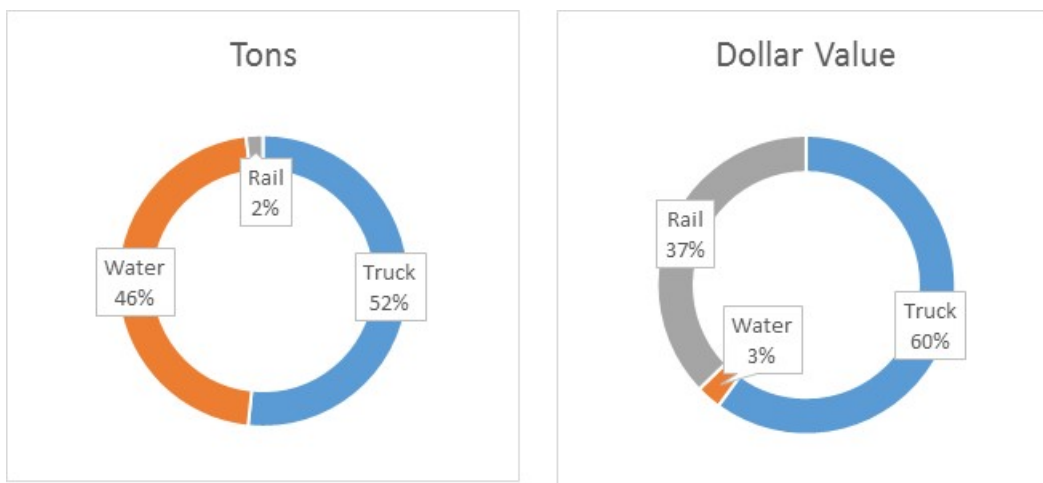 Tons
Rail
2%
Water
46%
Truck
52%
Dollar Value
Rail
37%
Water
3%
Truck
60%